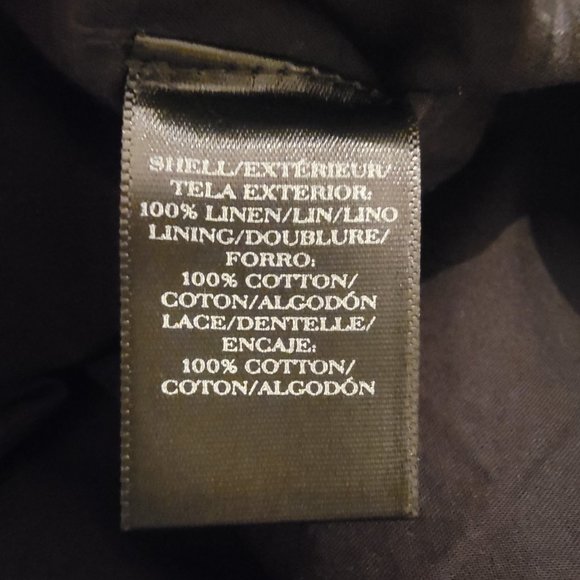 SHELL/EXTÉRIEUR/
TELA EXTERIOR:
100% LINEN/LIN/LINO
LINING/DOUBLURE/
FORRO:
100% COTTON/
COTON/ALGODÓN
LACE/DENTELLE/
ENCAJE:
100% COTTON/
COTON/ALGODÓN